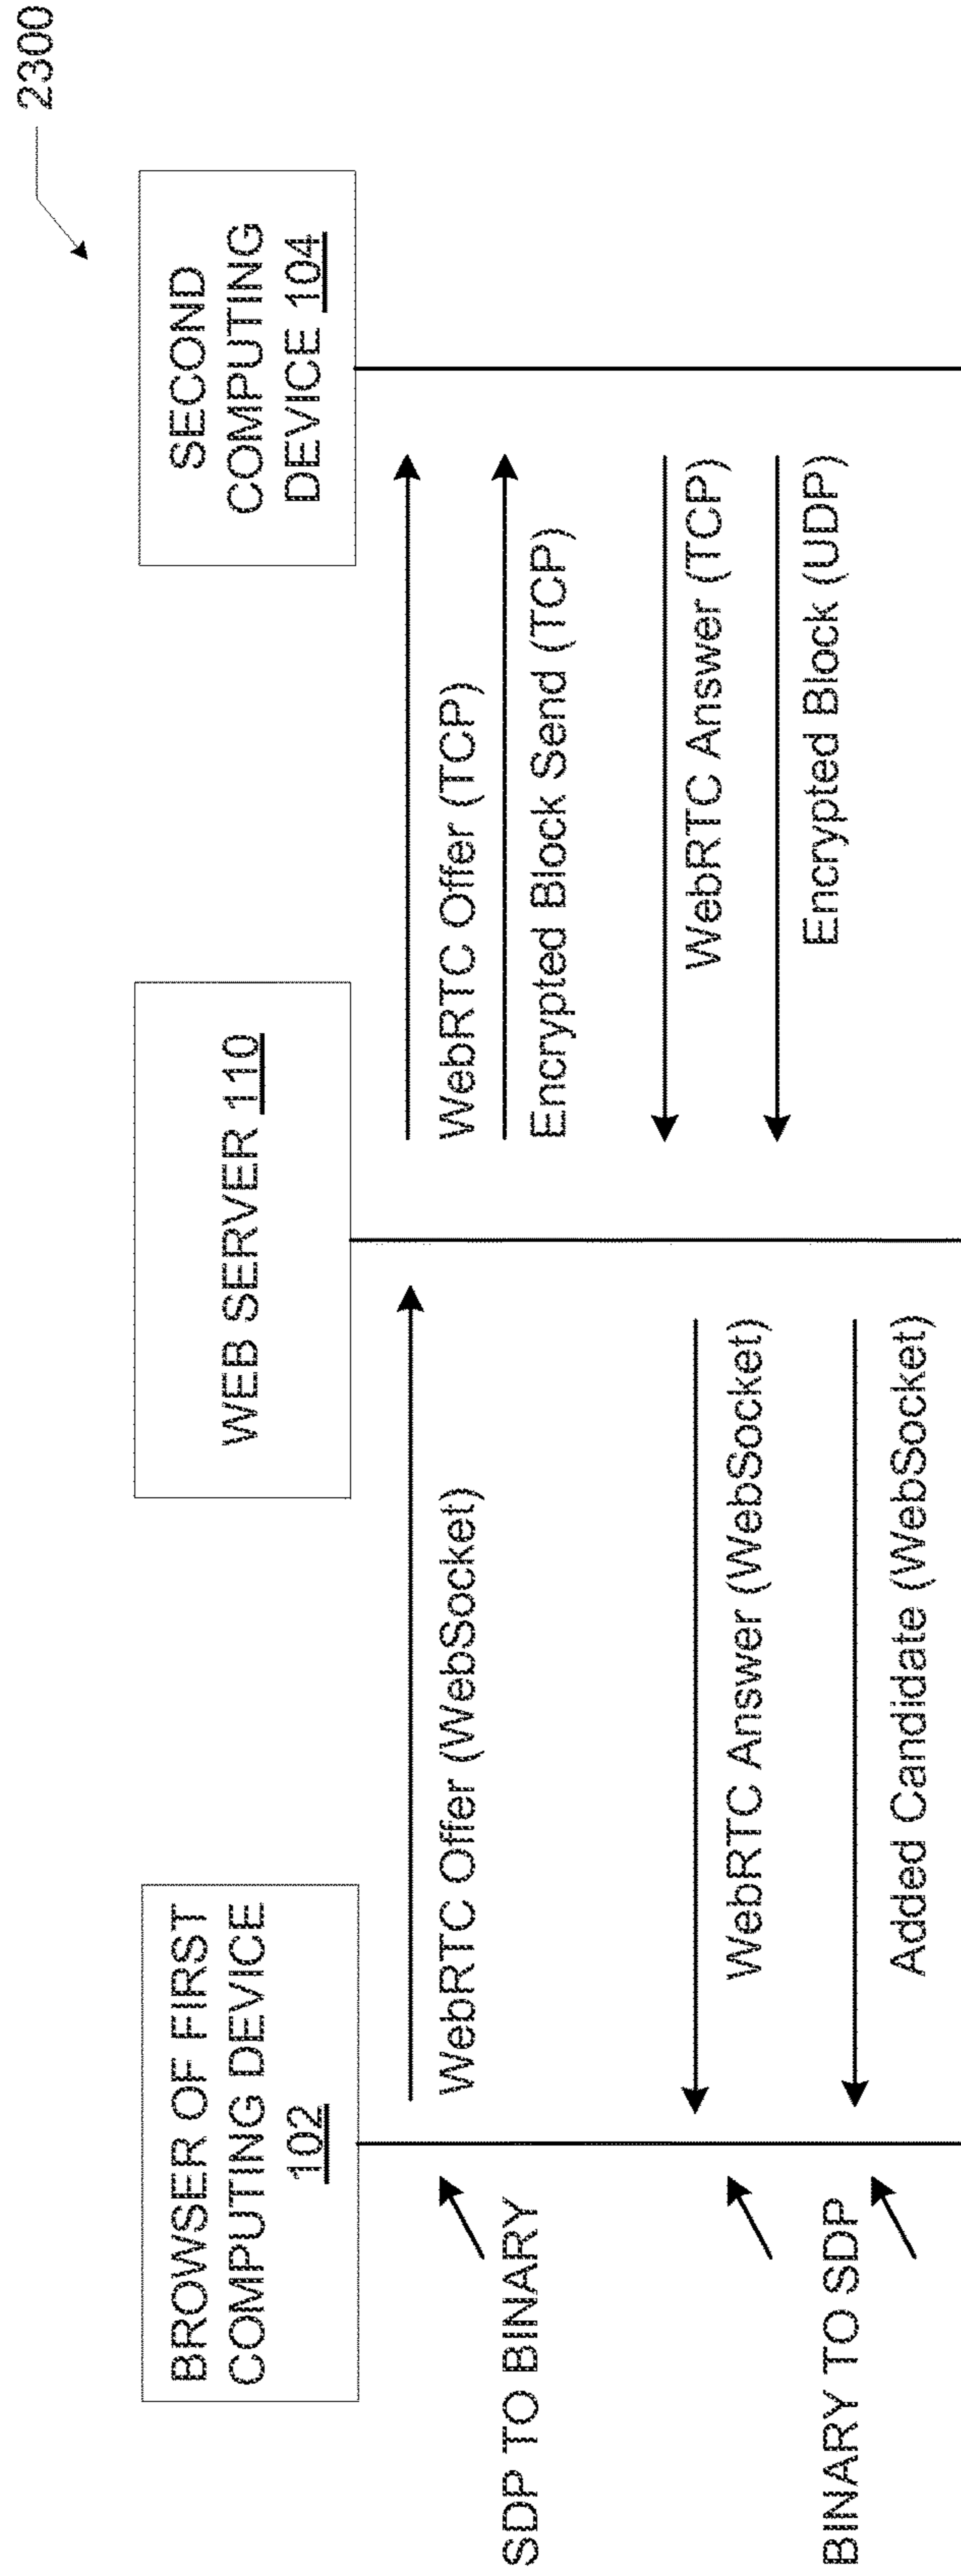 2300
BROWSER OF FIRST
COMPUTING DEVICE
102
WEB SERVER 110
SECOND
COMPUTING
DEVICE 104
SDP TO BINARY
WebRTC Offer (WebSocket)
WebRTC Offer (TCP)
Encrypted Block Send (TCP)
WebRTC Answer (TCP)
WebRTC Answer (WebSocket)
Encrypted Block (UDP)
BINARY TO SDP
Added Candidate (WebSocket)